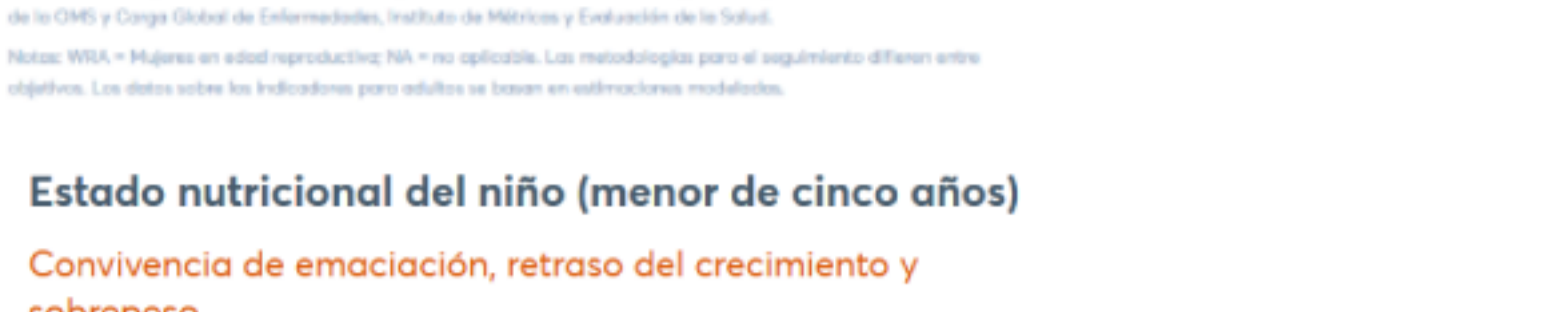 de la OMS y Carga Global de Enfermedades, Instituto de Métricas y Evaluación de la Salud.
Notas: WRA = Mujeres en edad reproductiva; NA = no aplicable. Las metodologías para el seguimiento difieren entre
objetivos. Los datos sobre los indicadores para adultos se basan en estimaciones modeladas.
Estado nutricional del niño (menor de cinco años)
Convivencia de emaciación, retraso del crecimiento y
sobrepeso